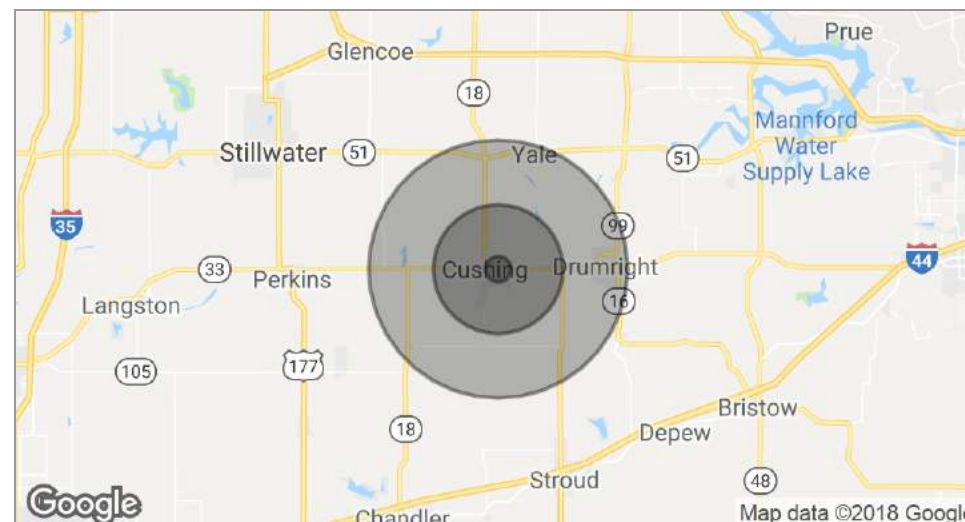 Prue
Glencoe
18
Mannford
Water
Supply Lake
Stillwater
51
Yale
51
35
99
44
33
Cushing
Drumright
Perkins
Langston
16
177
105
18
Bristow
Depew
Stroud
48
Google
Chandler
Map data ©2018 Google